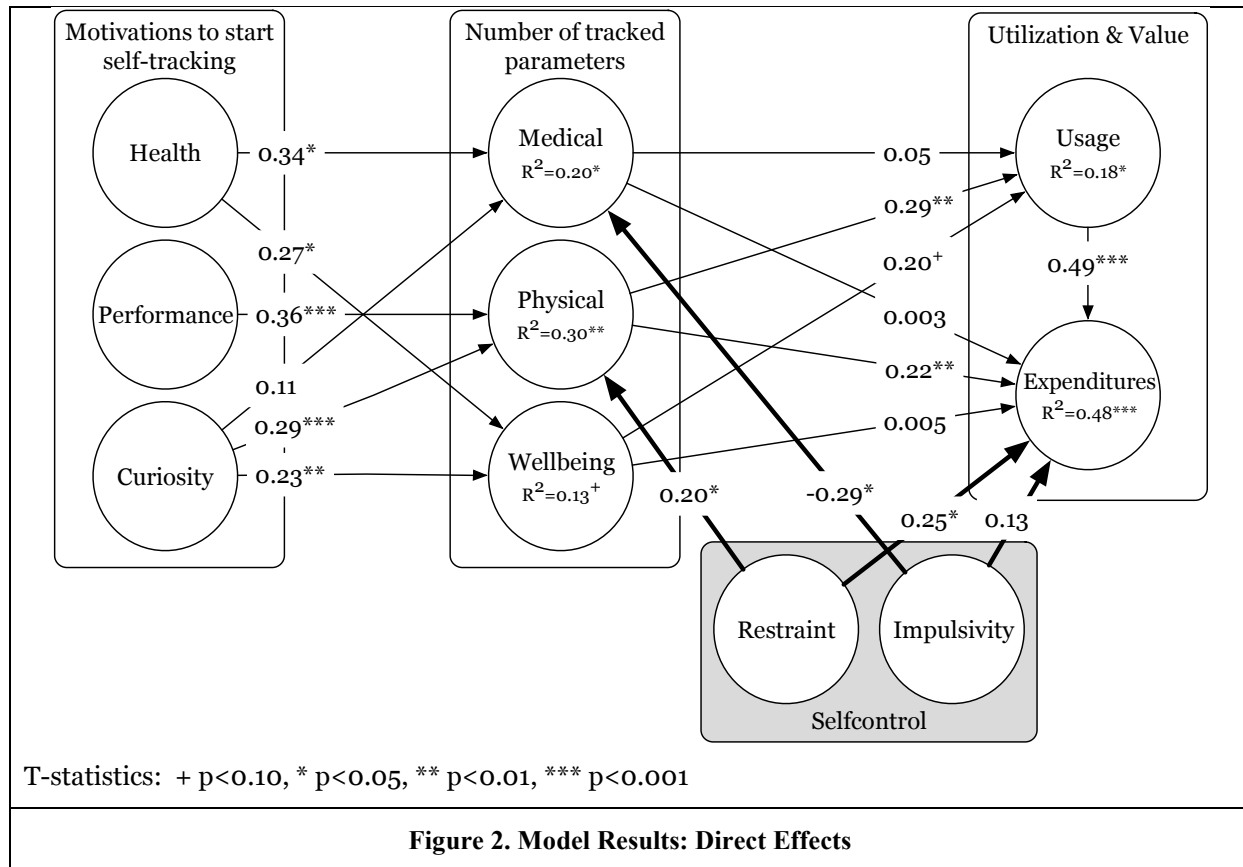 Motivations to start
self-tracking
Health
Performance
Curiosity
0.34*
0.27*
0.36***
0.11
0.29***
0.23**
Number of tracked
parameters
Medical
R²=0.20*
Physical
R²=0.30**
Wellbeing
R²=0.13⁺
0.05
0.29**
0.20⁺
0.003
0.22**
0.005
Utilization & Value
Usage
R²=0.18*
0.49***
Expenditures
R²=0.48***
0.20*
-0.29*
0.25*
0.13
Restraint
Impulsivity
Selfcontrol
T-statistics: + p<0.10, * p<0.05, ** p<0.01, *** p<0.001
Figure 2. Model Results: Direct Effects